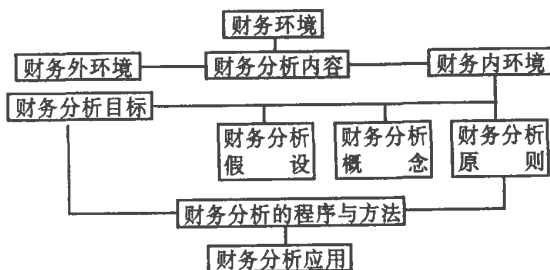 财务环境
财务外环境 财务分析内容 财务内环境
财务分析目标
财务分析 财务分析 财务分析
假 设 概 念 原 则
财务分析的程序与方法
财务分析应用